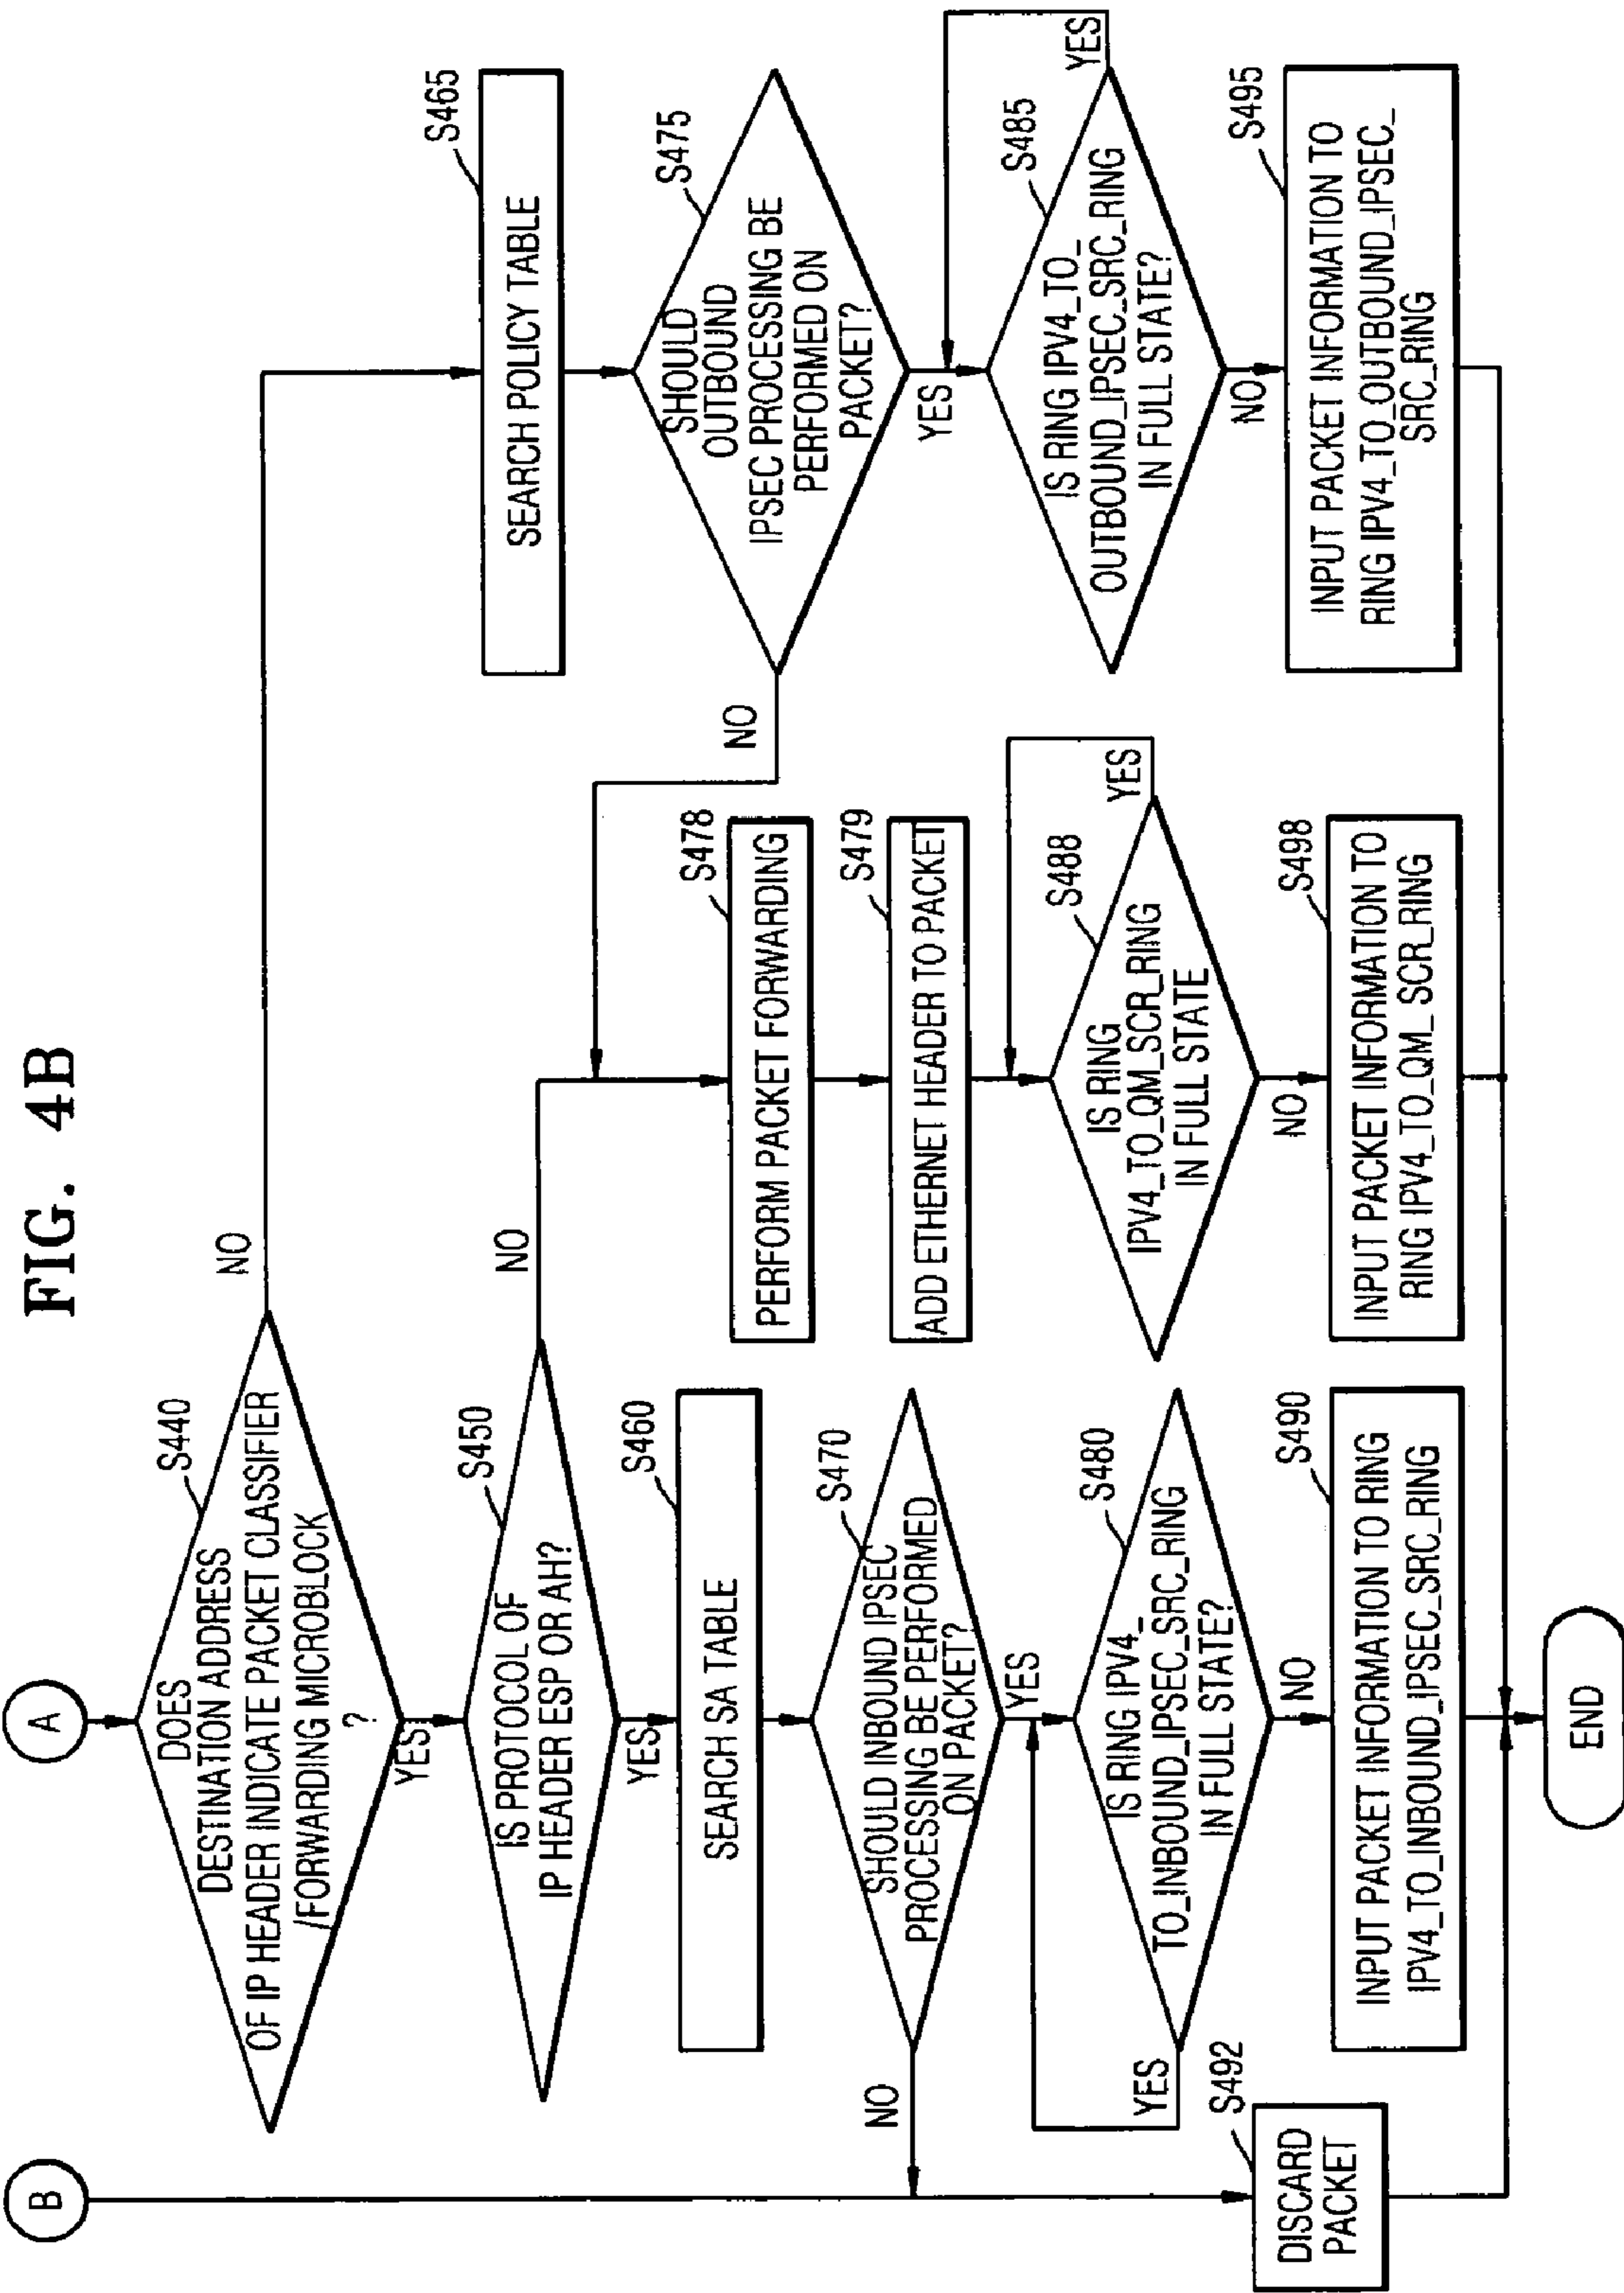 FIG. 4B
B
A
DOES
DESTINATION ADDRESS
OF IP HEADER INDICATE PACKET CLASSIFIER
/FORWARDING MICROBLOCK
?
S440
NO
YES
IS PROTOCOL OF
IP HEADER ESP OR AH?
S450
NO
YES
SEARCH SA TABLE
S460
SHOULD INBOUND IPSEC
PROCESSING BE PERFORMED
ON PACKET?
S470
NO
YES
IS RING IPV4_
TO_INBOUND_IPSEC_SRC_RING
IN FULL STATE?
S480
YES
NO
INPUT PACKET INFORMATION TO RING
IPV4_TO_INBOUND_IPSEC_SRC_RING
S490
DISCARD
PACKET
S492
PERFORM PACKET FORWARDING
S478
ADD ETHERNET HEADER TO PACKET
S479
IS RING
IPV4_TO_QM_SCR_RING
IN FULL STATE
S488
YES
NO
INPUT PACKET INFORMATION TO
RING IPV4_TO_QM_SCR_RING
S498
SEARCH POLICY TABLE
S465
SHOULD
OUTBOUND
IPSEC PROCESSING BE
PERFORMED ON
PACKET?
S475
NO
YES
IS RING IPV4_TO_
OUTBOUND_IPSEC_SRC_RING
IN FULL STATE?
S485
YES
NO
INPUT PACKET INFORMATION TO
RING IPV4_TO_OUTBOUND_IPSEC_
SRC_RING
S495
END